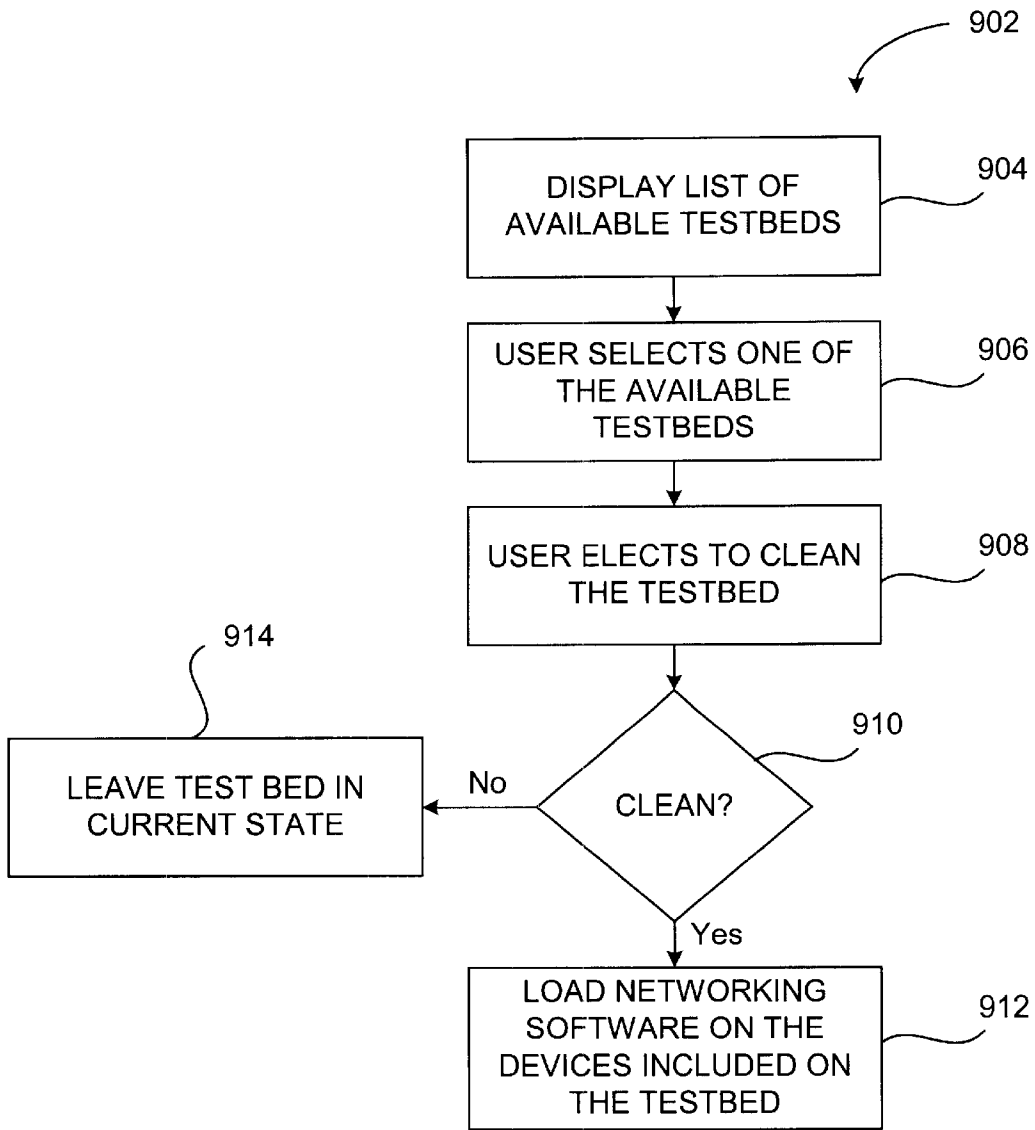 902
DISPLAY LIST OF
AVAILABLE TESTBEDS
904
USER SELECTS ONE OF
THE AVAILABLE
TESTBEDS
906
USER ELECTS TO CLEAN
THE TESTBED
908
914
LEAVE TEST BED IN
CURRENT STATE
No
CLEAN?
910
Yes
LOAD NETWORKING
SOFTWARE ON THE
DEVICES INCLUDED ON
THE TESTBED
912